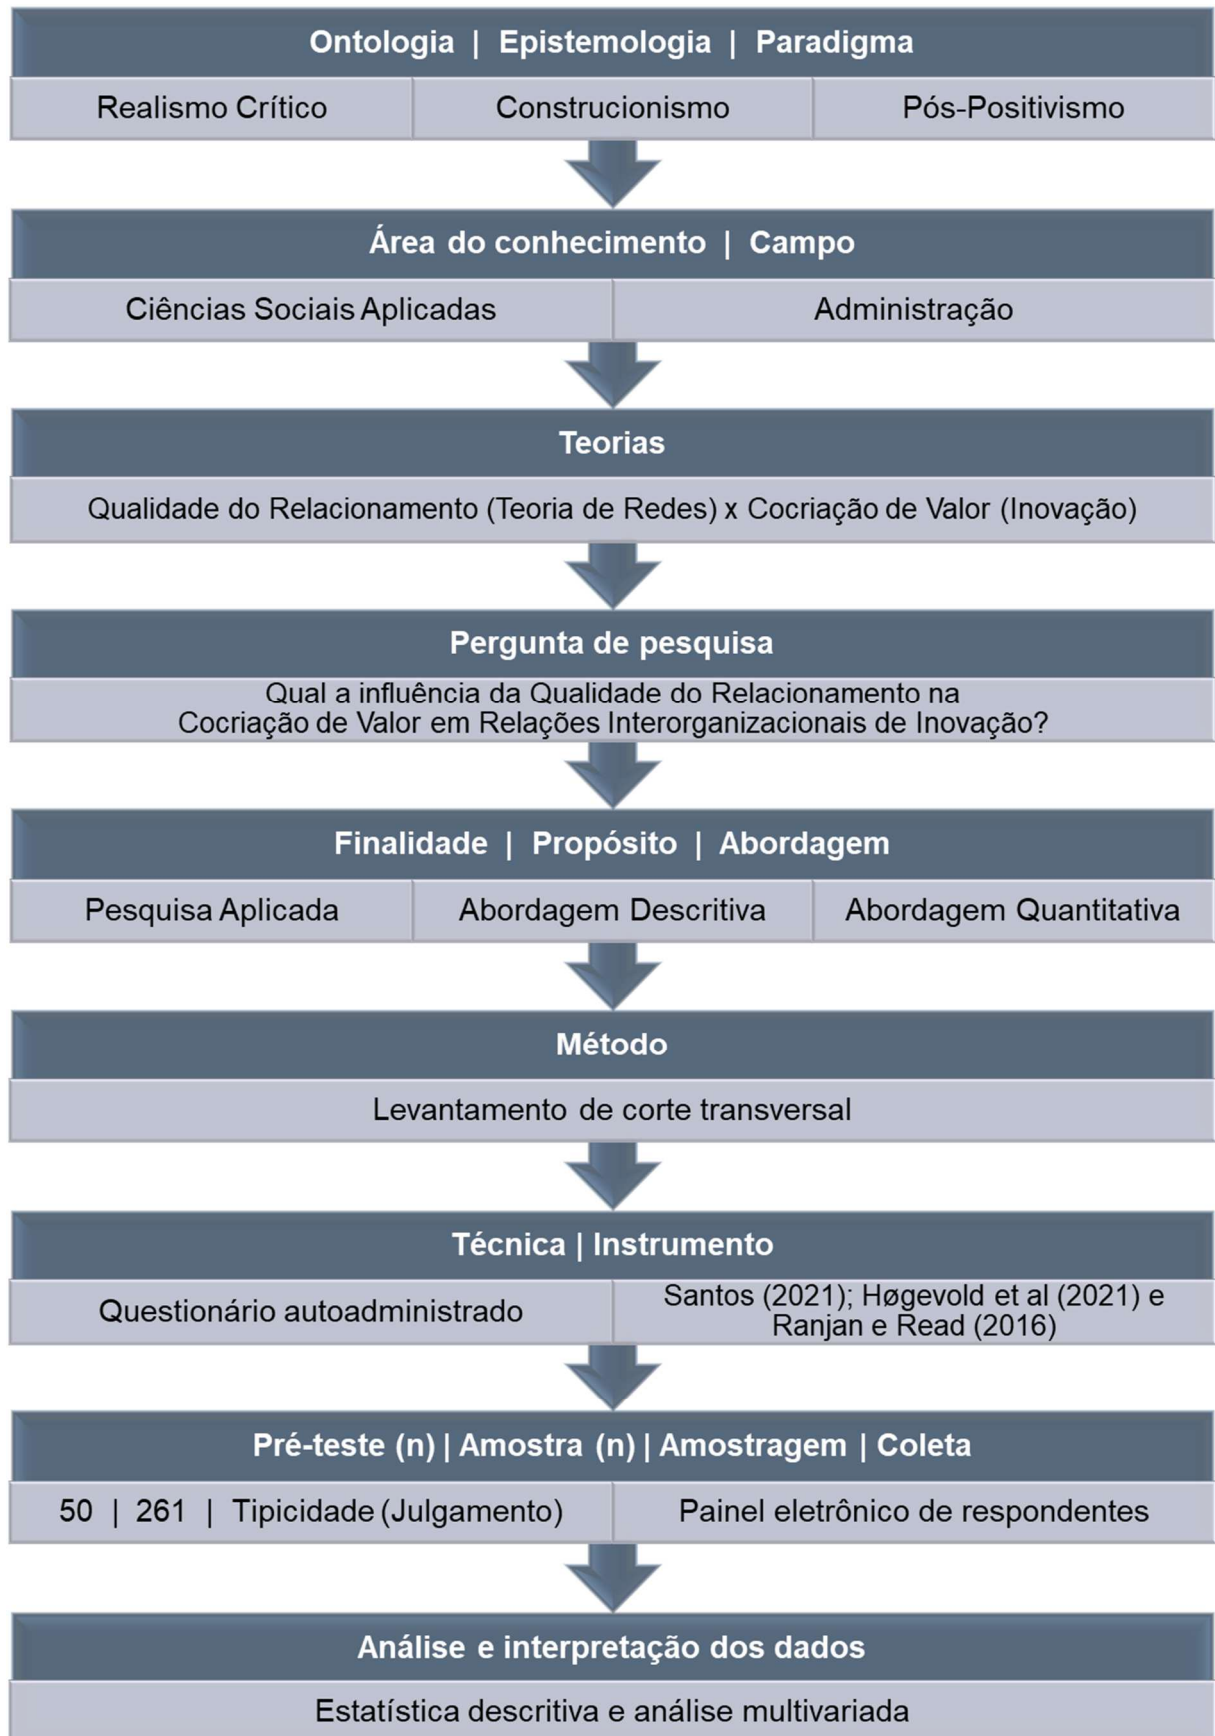 Ontologia | Epistemologia | Paradigma
Realismo Crítico Construcionismo Pós-Positivismo
Área do conhecimento | Campo
Ciências Sociais Aplicadas Administração
Teorias
Qualidade do Relacionamento (Teoria de Redes) x Cocriação de Valor (Inovação)
Pergunta de pesquisa
Qual a influência da Qualidade do Relacionamento na
Cocriação de Valor em Relações Interorganizacionais de Inovação?
Finalidade | Propósito | Abordagem
Pesquisa Aplicada Abordagem Descritiva Abordagem Quantitativa
Método
Levantamento de corte transversal
Técnica | Instrumento
Questionário autoadministrado
Santos (2021); Høgevold et al (2021) e
Ranjan e Read (2016)
Pré-teste (n) | Amostra (n) | Amostragem | Coleta
50 | 261 | Tipicidade (Julgamento) Painel eletrônico de respondentes
Análise e interpretação dos dados
Estatística descritiva e análise multivariada